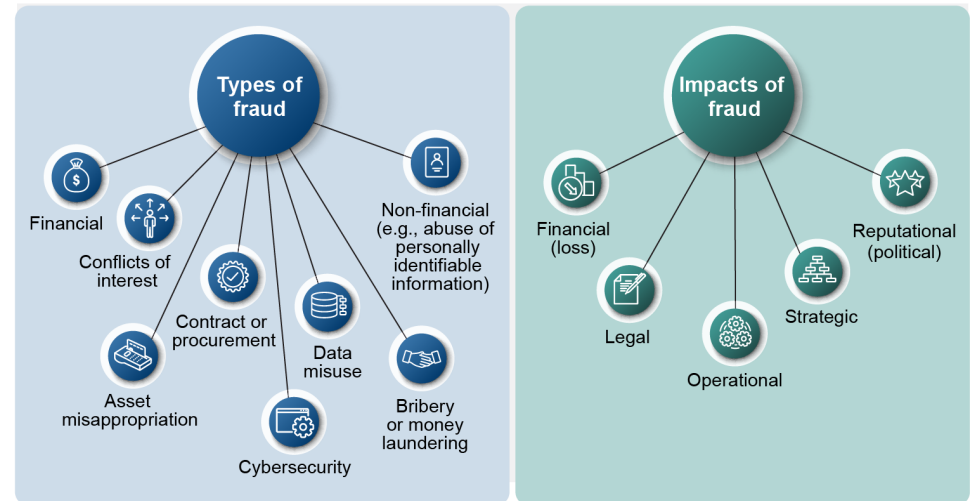 Types of
fraud
Financial
Conflicts of
interest
Asset
misappropriation
Contract or
procurement
Cybersecurity
Data
misuse
Bribery
or money
laundering
Non-financial
(e.g., abuse of
personally
identifiable
information)
Impacts of
fraud
Financial
(loss)
Legal
Operational
Strategic
Reputational
(political)